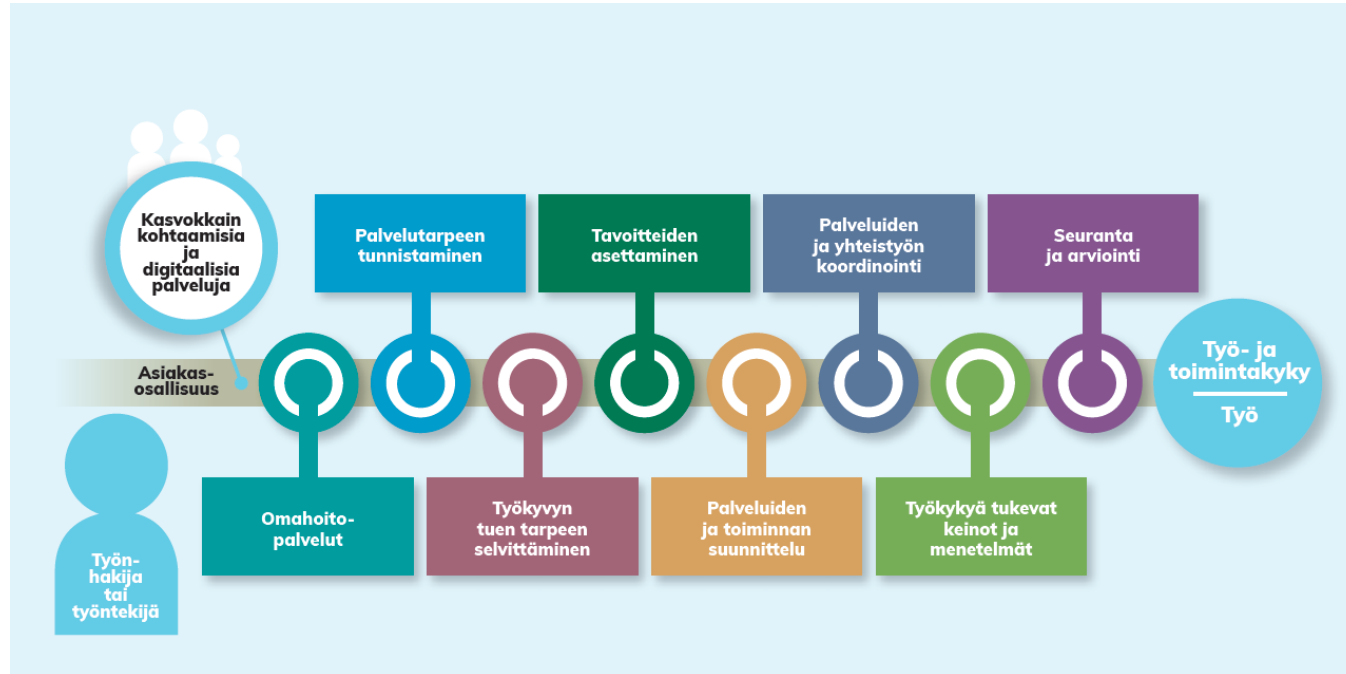 Kasvokkain
kohtaamisia
ja
digitaalisia
palveluja
Palvelutarpeen
tunnistaminen
Tavoitteiden
asettaminen
Palveluiden
ja yhteistyön
koordinointi
Seuranta
ja arviointi
Asiakas-
osallisuus
Työ- ja
toimintakyky
Työ
Omahoito-
palvelut
Työkyvyn
tuen tarpeen
selvittäminen
Palveluiden
ja toiminnan
suunnittelu
Työkykyä tukevat
keinot ja
menetelmät
Työn-
hakija
tai
työntekijä